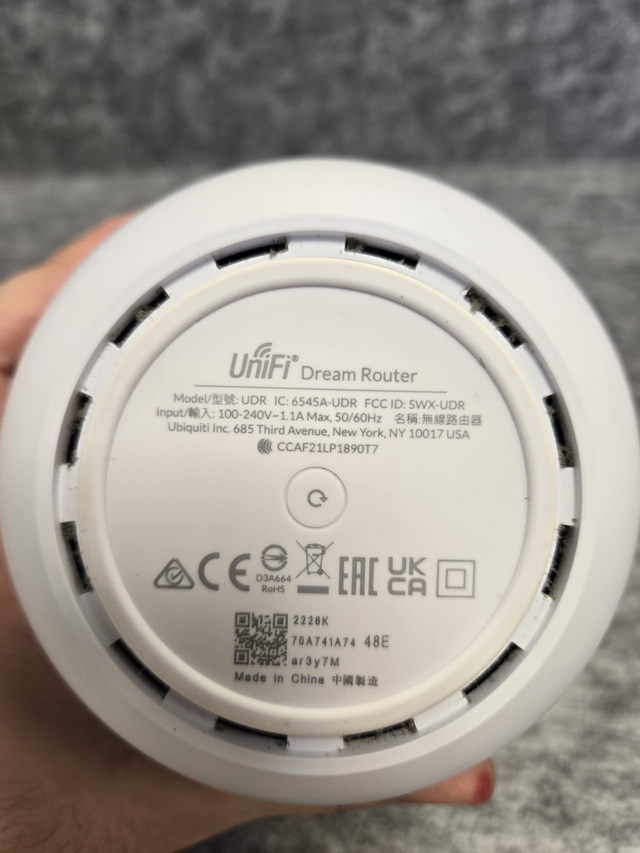 UniFi® Dream Router
Model/型號: UDR IC: 6545A-UDR FCC ID: SWX-UDR
Input/輸入: 100-240V~1.1A Max, 50/60Hz 名稱:無線路由器
Ubiquiti Inc. 685 Third Avenue, New York, NY 10017 USA
CCAF21LP1890T7
CE
D3A664
RoHS
EAC
UK
CA
2226K
70A741A74 48E
ar3y7M
Made in China 中國製造